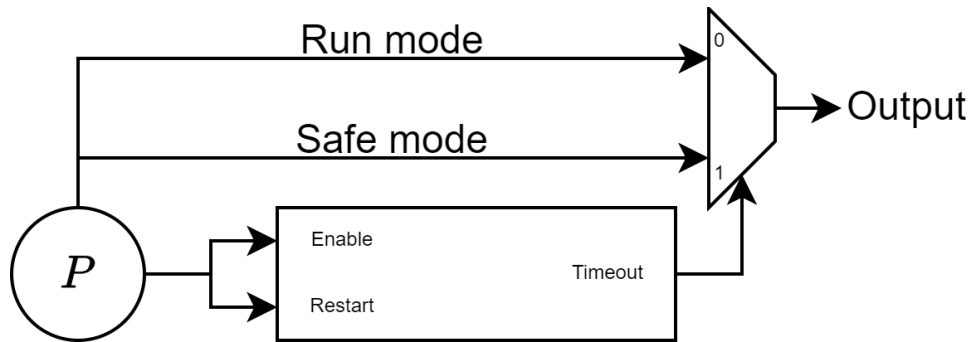 Run mode
0
Output
Safe mode
1
P
Enable
Timeout
Restart